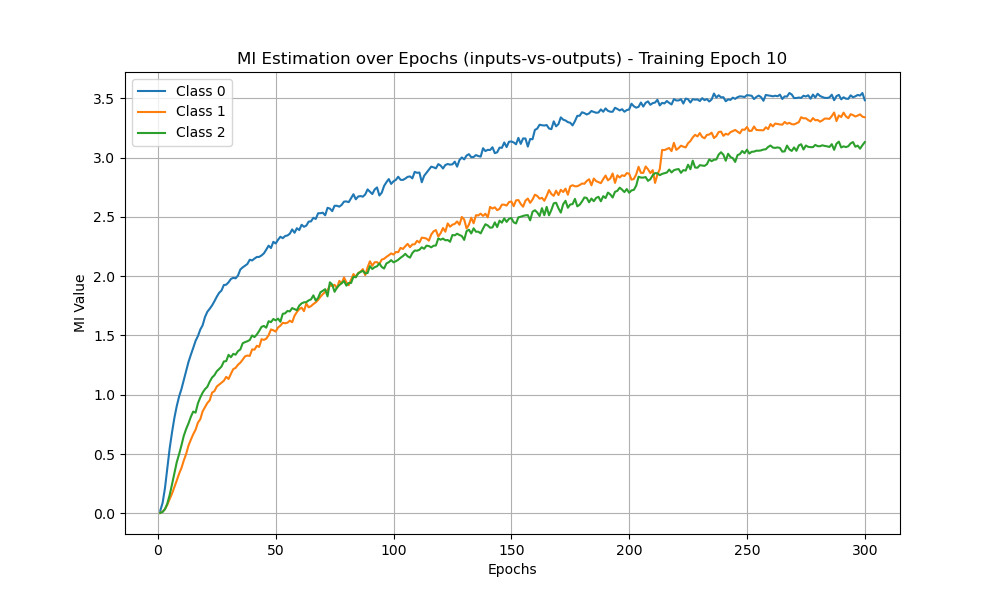 MI Estimation over Epochs (inputs-vs-outputs) - Training Epoch 10
Class 0
Class 1
Class 2
MI Value
3.5
3.0
2.5
2.0
1.5
1.0
0.5
0.0
0 50 100 150 200 250 300
Epochs